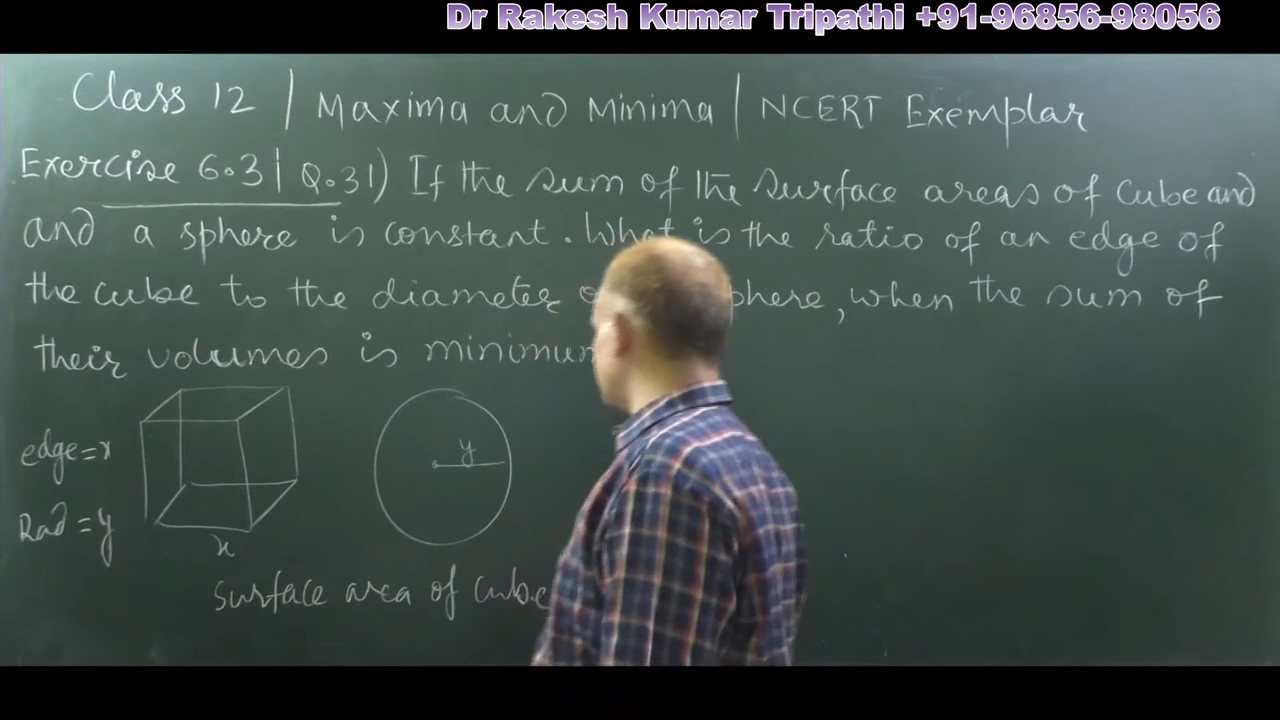 Dr Rakesh Kumar Tripathi +91-96856-98056
Class 12 | Maxima and Minima | NCERT Exemplar
Exercise 6.3| Q.31) If the sum of the surface areas of cube and
and a sphere is constant. What is the ratio of an edge of
the cube to the diameter phere, when the sum of
their volumes is minimum
edge=x
y
Rad=y
x
surface area of cube